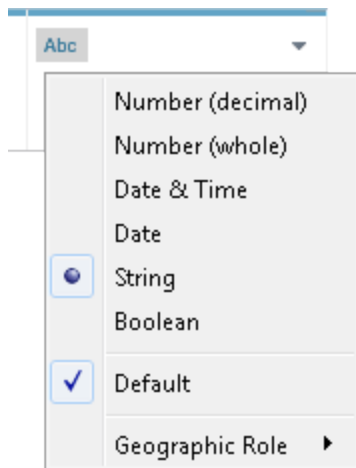 Abc
Number (decimal)
Number (whole)
Date & Time
Date
String
Boolean
Default
Geographic Role